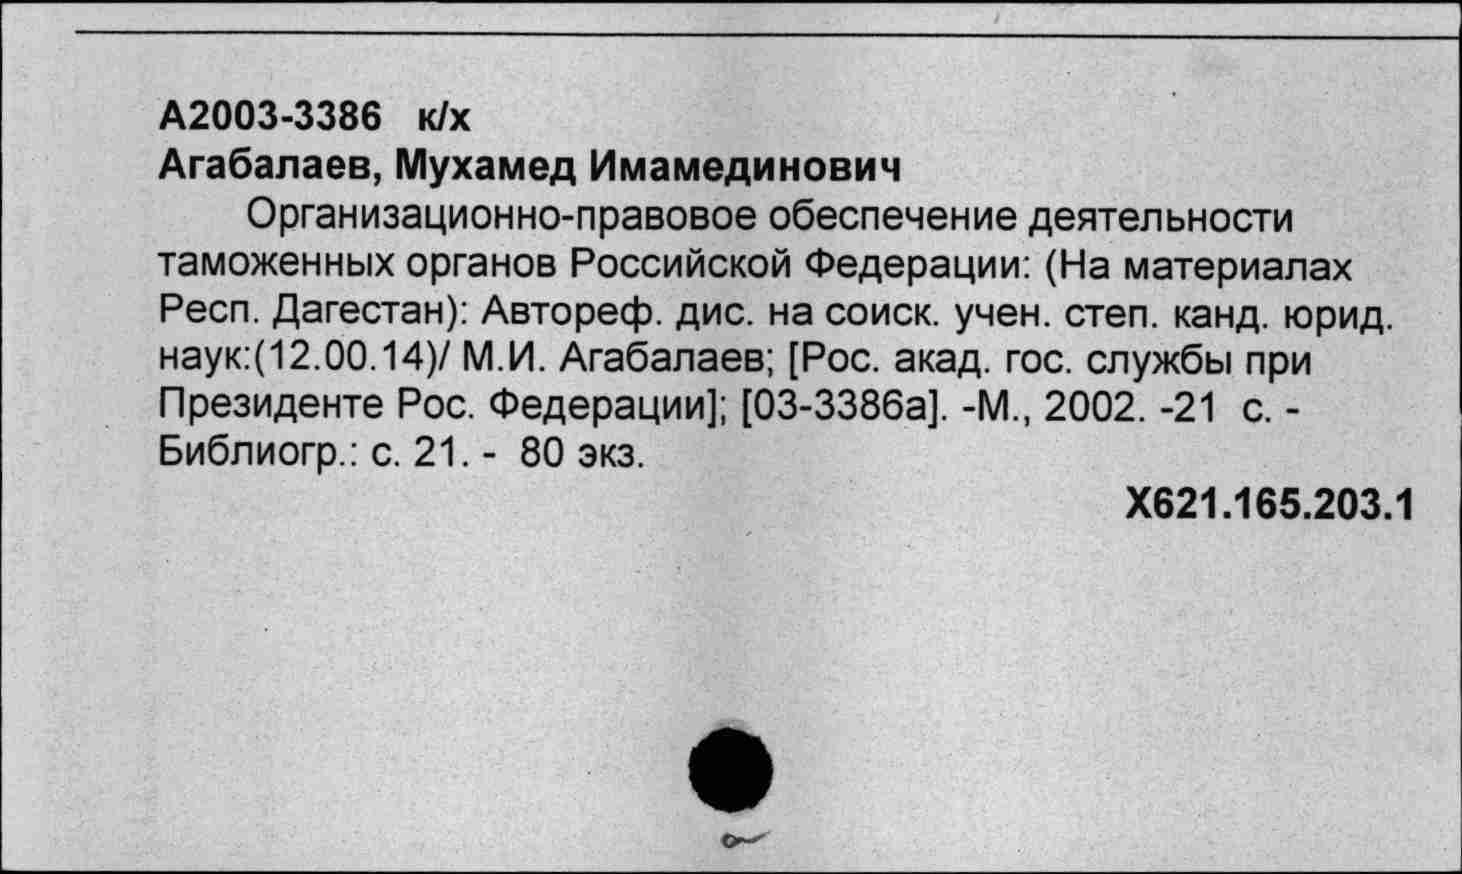 А2003-3386 к/х
Агабалаев, Мухамед Имамединович
Организационно-правовое обеспечение деятельности
таможенных органов Российской Федерации: (На материалах
Респ. Дагестан): Автореф. дис. на соиск. учен. степ. канд. юрид.
наук:(12.00.14)/ М.И. Агабалаев; [Рос. акад. гос. службы при
Президенте Рос. Федерации]; [03-3386а]. -М., 2002. -21 с. -
Библиогр.: с. 21. - 80 экз.
Х621.165.203.1